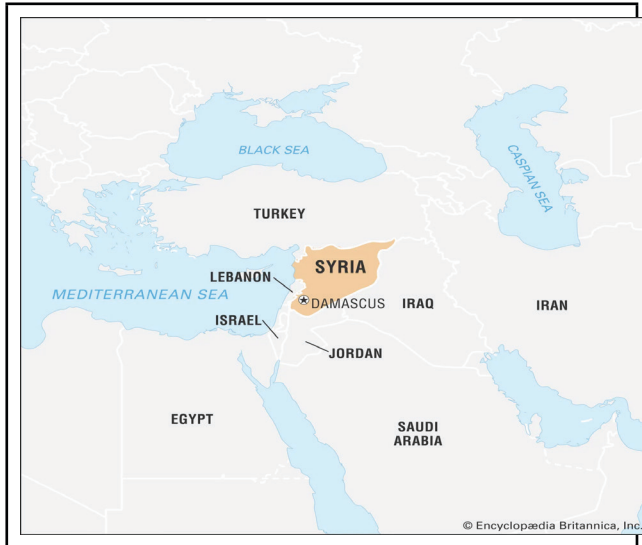 BLACK SEA
CASPIAN SEA
TURKEY
SYRIA
LEBANON
MEDITERRANEAN SEA
DAMASCUS
IRAQ
IRAN
ISRAEL
JORDAN
EGYPT
SAUDI
ARABIA
© Encyclopædia Britannica, Inc.